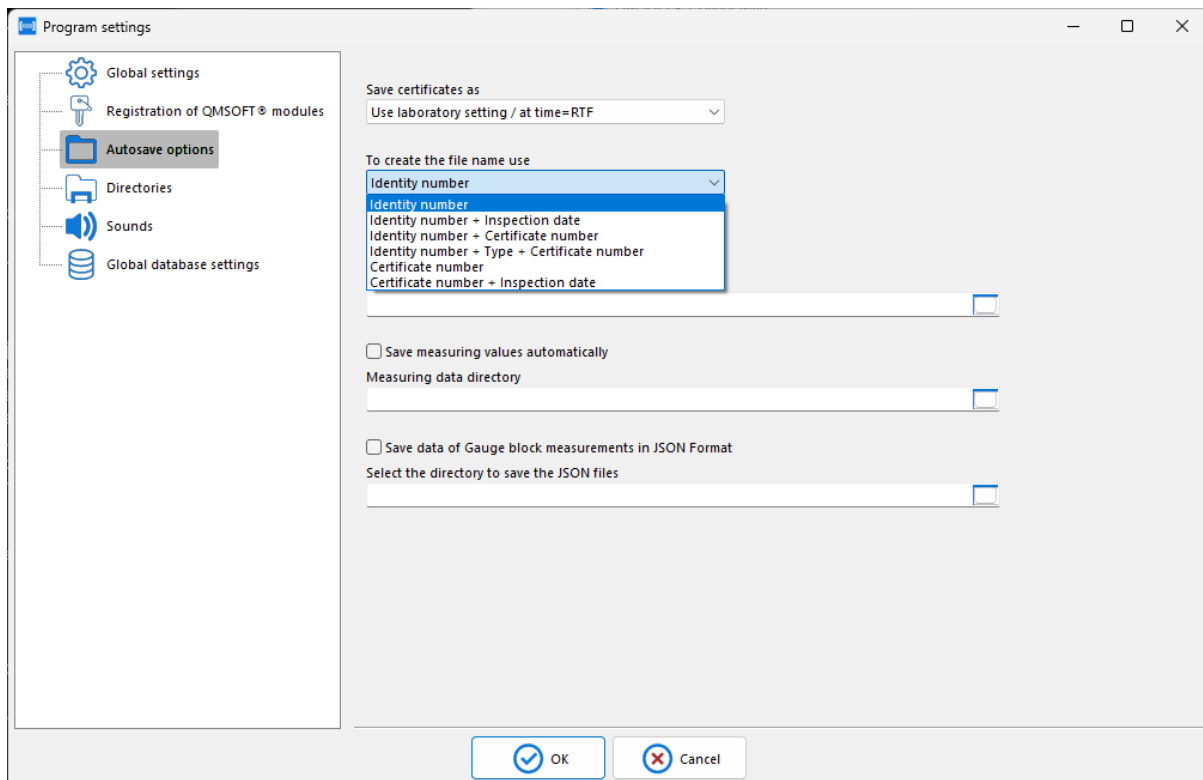 Program settings
Global settings
Registration of QMSOFT® modules
Autosave options
Directories
Sounds
Global database settings
Save certificates as
Use laboratory setting / at time=RTF
To create the file name use
Identity number
Identity number
Identity number + Inspection date
Identity number + Certificate number
Identity number + Type + Certificate number
Certificate number
Certificate number + Inspection date
Save measuring values automatically
Measuring data directory
Save data of Gauge block measurements in JSON Format
Select the directory to save the JSON files
OK
Cancel